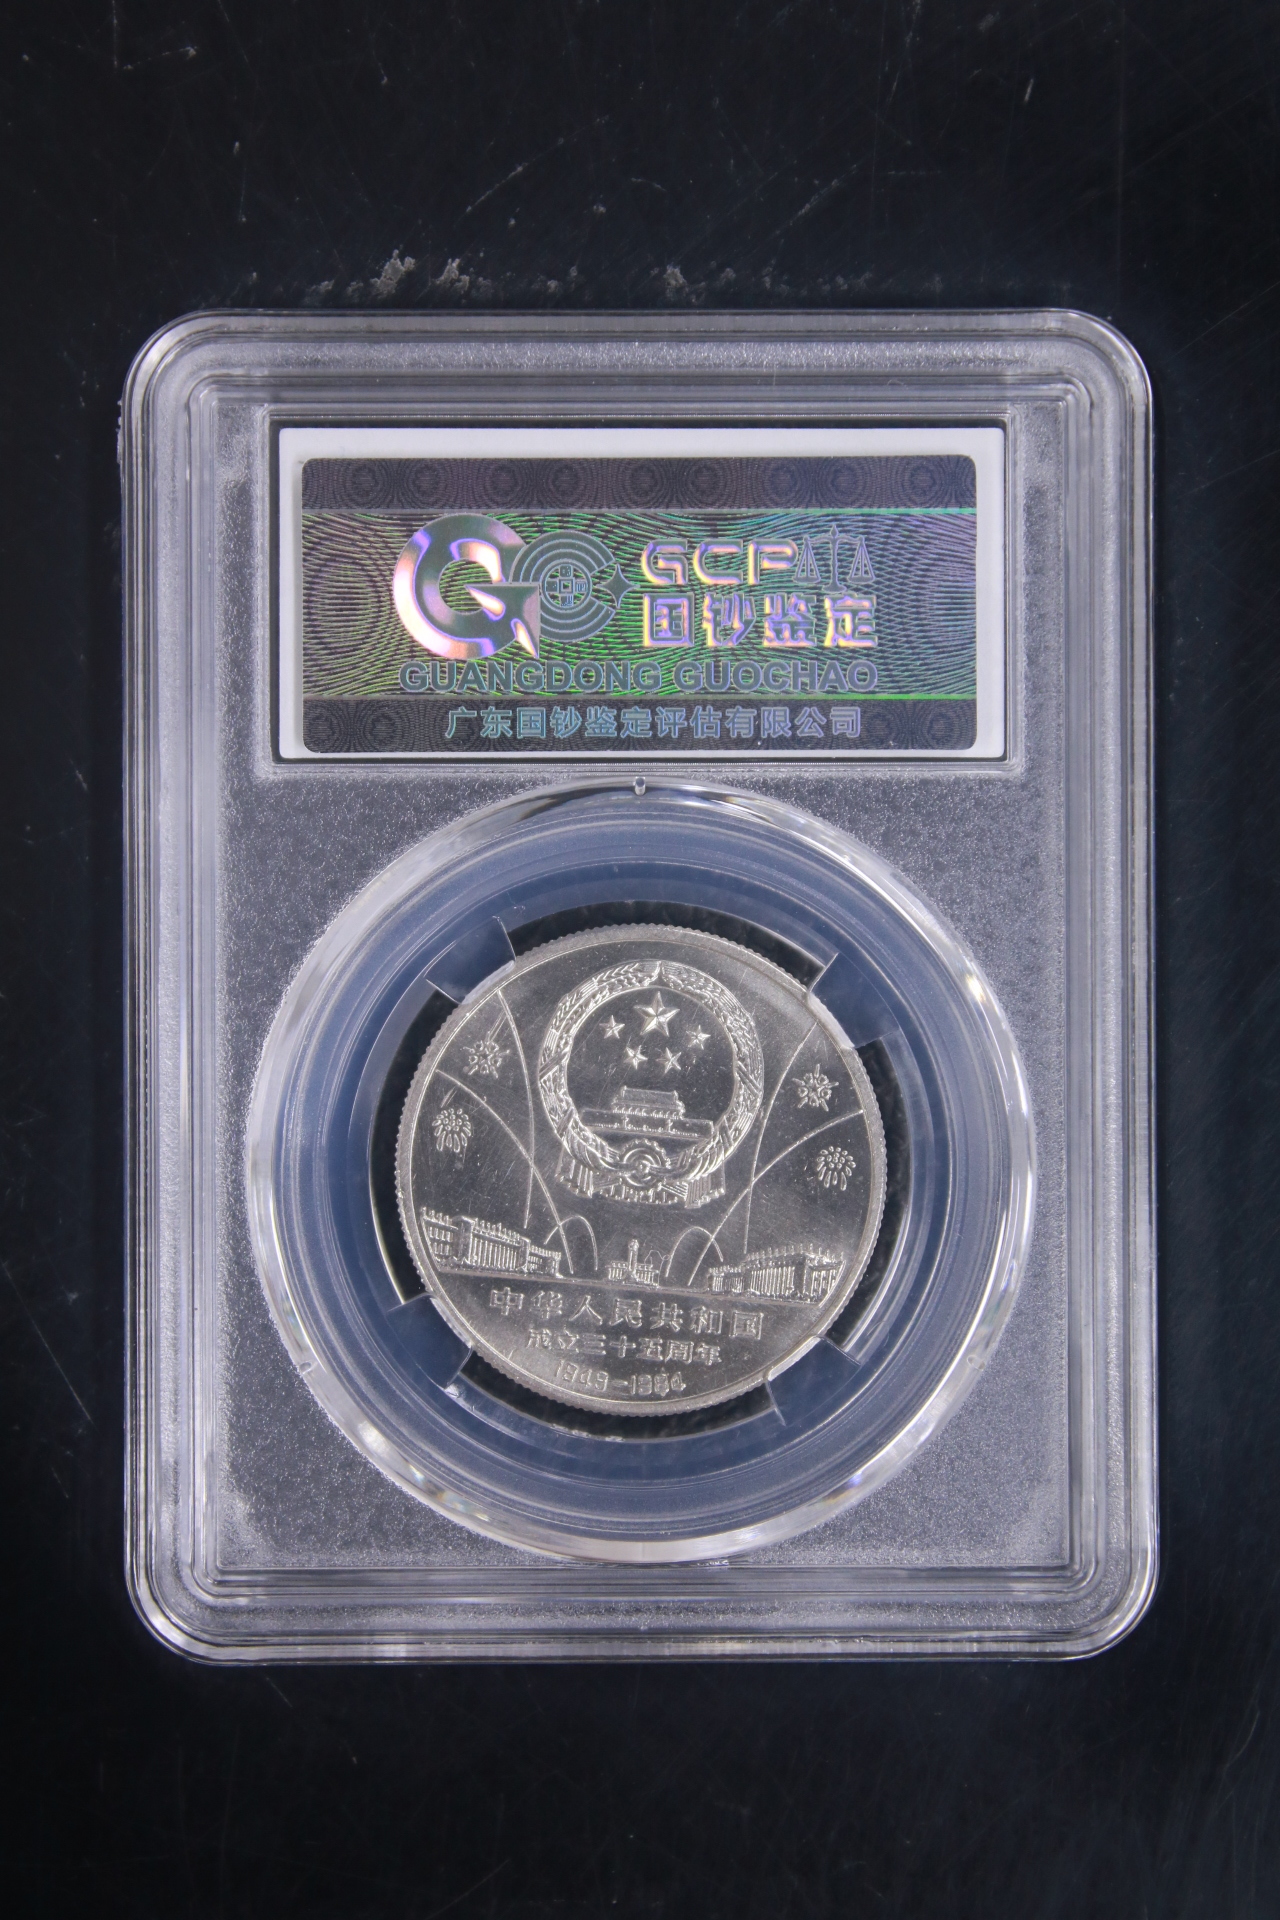 GCP
国钞鉴定
GUANGDONG GUOCHAO
广东国钞鉴定评估有限公司
中华人民共和国
成立三十五周年
1949-1984